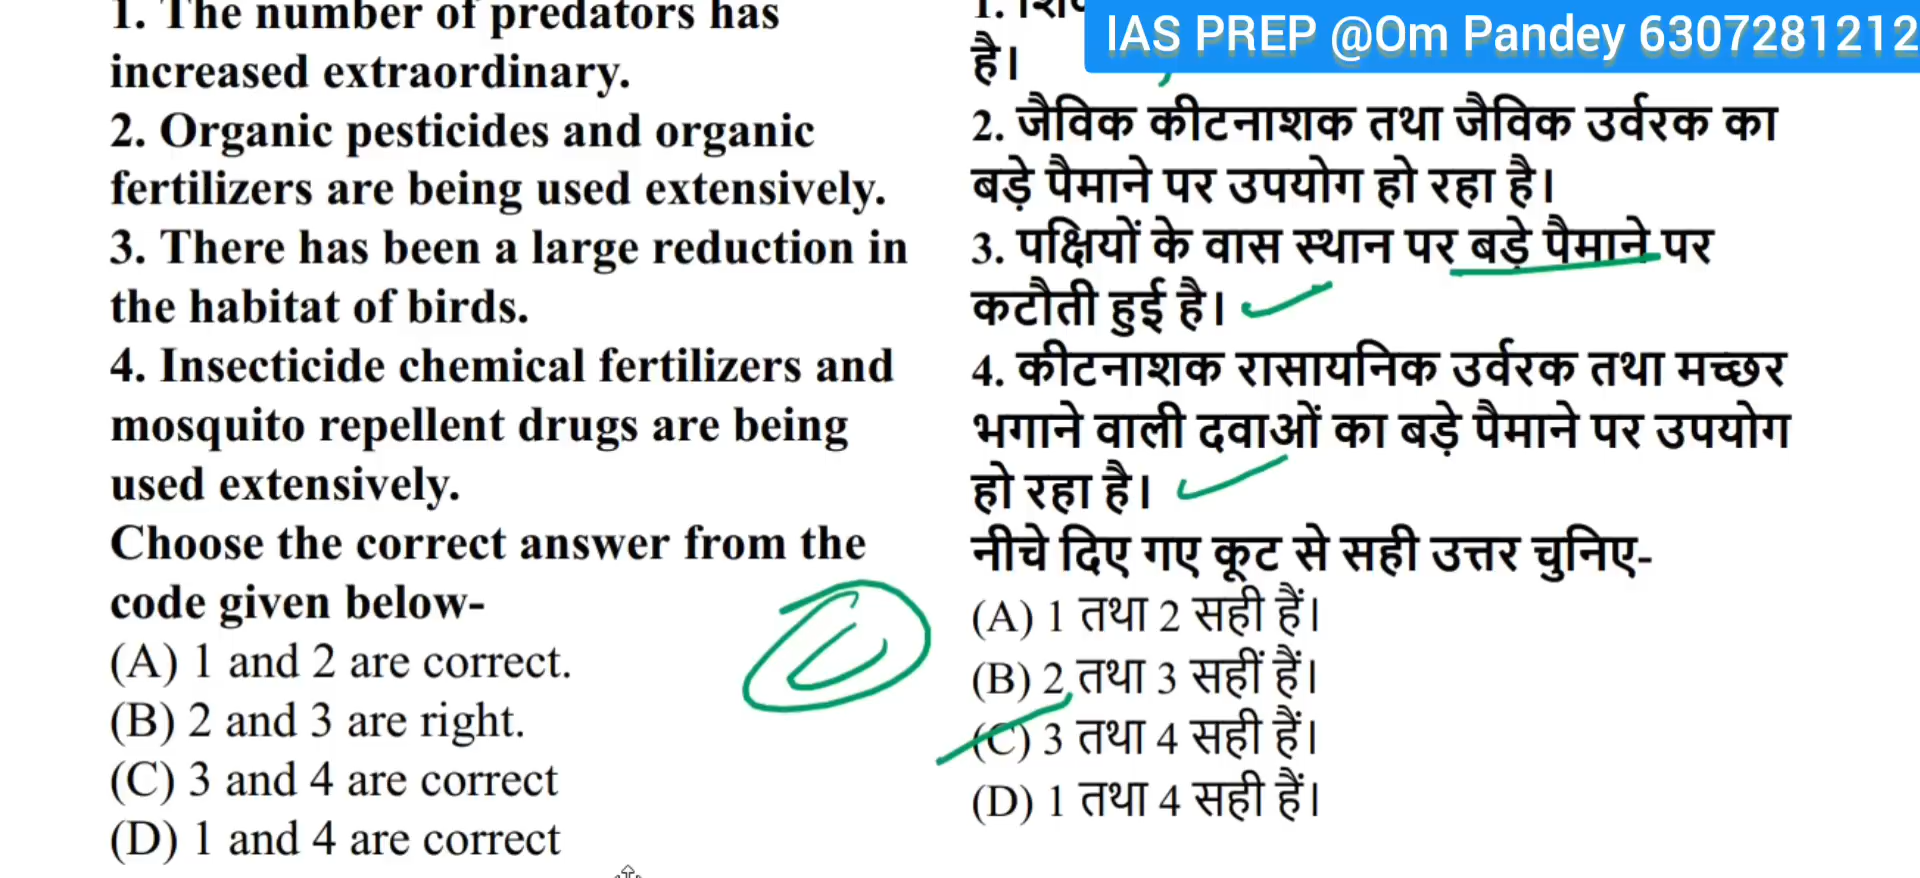 1. The number of predators has
increased extraordinary.
2. Organic pesticides and organic
fertilizers are being used extensively.
3. There has been a large reduction in
the habitat of birds.
4. Insecticide chemical fertilizers and
mosquito repellent drugs are being
used extensively.
Choose the correct answer from the
code given below-
(A) 1 and 2 are correct.
(B) 2 and 3 are right.
(C) 3 and 4 are correct
(D) 1 and 4 are correct
IAS PREP @Om Pandey 6307281212
1.
है।
2. जैविक कीटनाशक तथा जैविक उर्वरक का
बड़े पैमाने पर उपयोग हो रहा है।
3. पक्षियों के वास स्थान पर बड़े पैमाने पर
कटौती हुई है।
4. कीटनाशक रासायनिक उर्वरक तथा मच्छर
भगाने वाली दवाओं का बड़े पैमाने पर उपयोग
हो रहा है।
नीचे दिए गए कूट से सही उत्तर चुनिए-
(A) 1 तथा 2 सही हैं।
(B) 2 तथा 3 सहीं हैं।
(C) 3 तथा 4 सही हैं।
(D) 1 तथा 4 सही हैं।